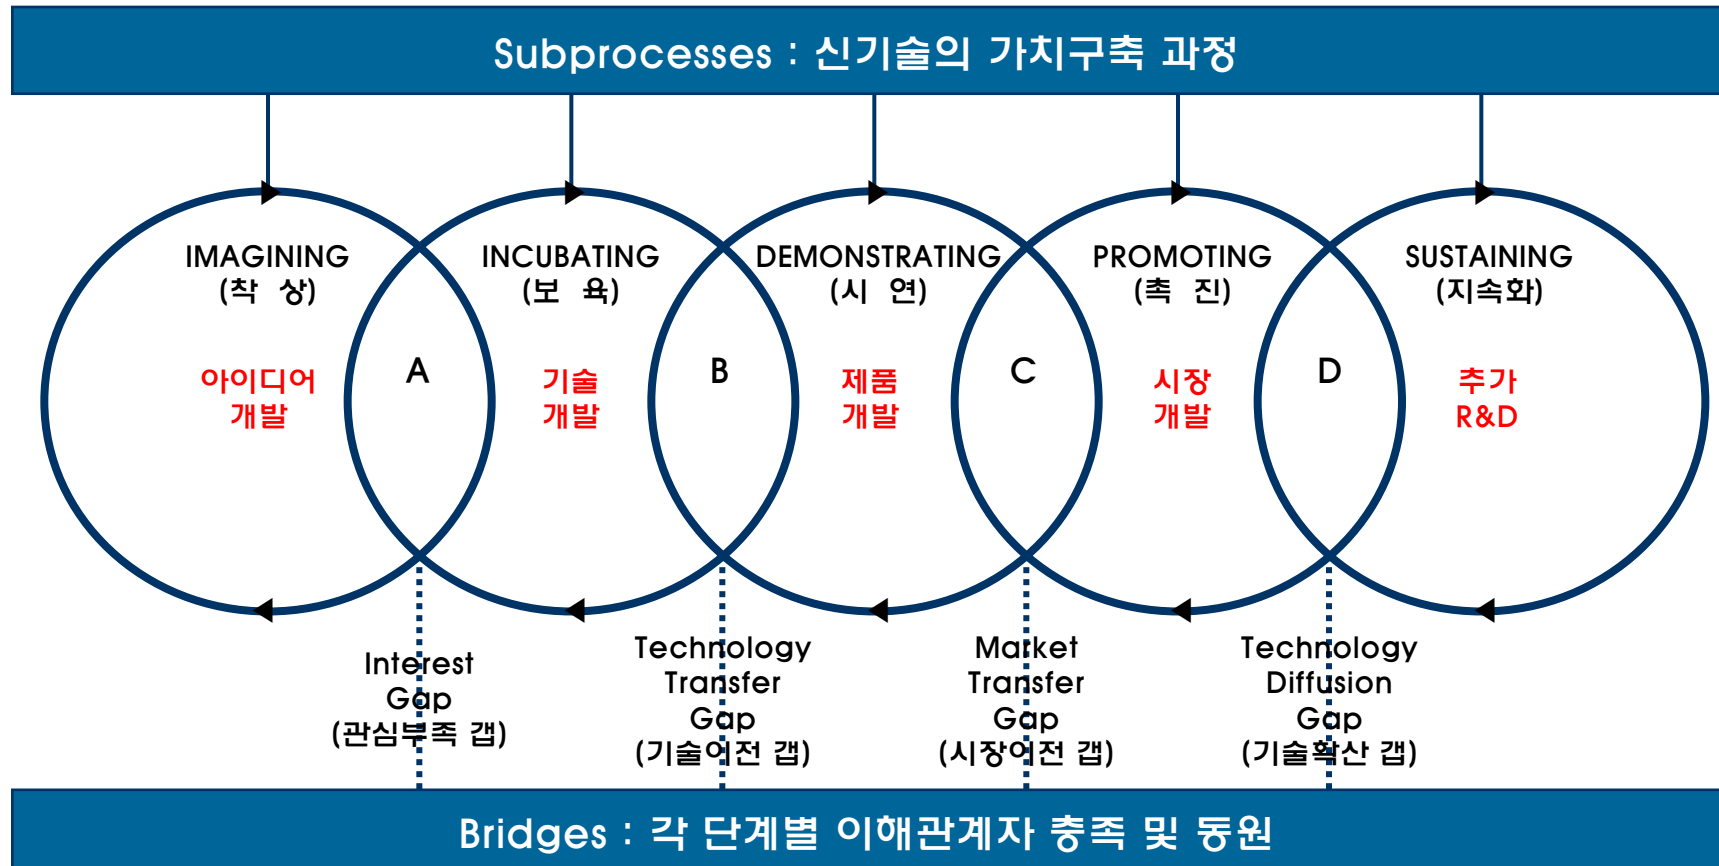 Subprocesses : 신기술의 가치구축 과정
IMAGINING
(착 상)
아이디어
개발
A
INCUBATING
(보 육)
기술
개발
B
DEMONSTRATING
(시 연)
제품
개발
C
PROMOTING
(촉 진)
시장
개발
D
SUSTAINING
(지속화)
추가
R&D
Interest
Gap
(관심부족 갭)
Technology
Transfer
Gap
(기술이전 갭)
Market
Transfer
Gap
(시장이전 갭)
Technology
Diffusion
Gap
(기술확산 갭)
Bridges : 각 단계별 이해관계자 충족 및 동원